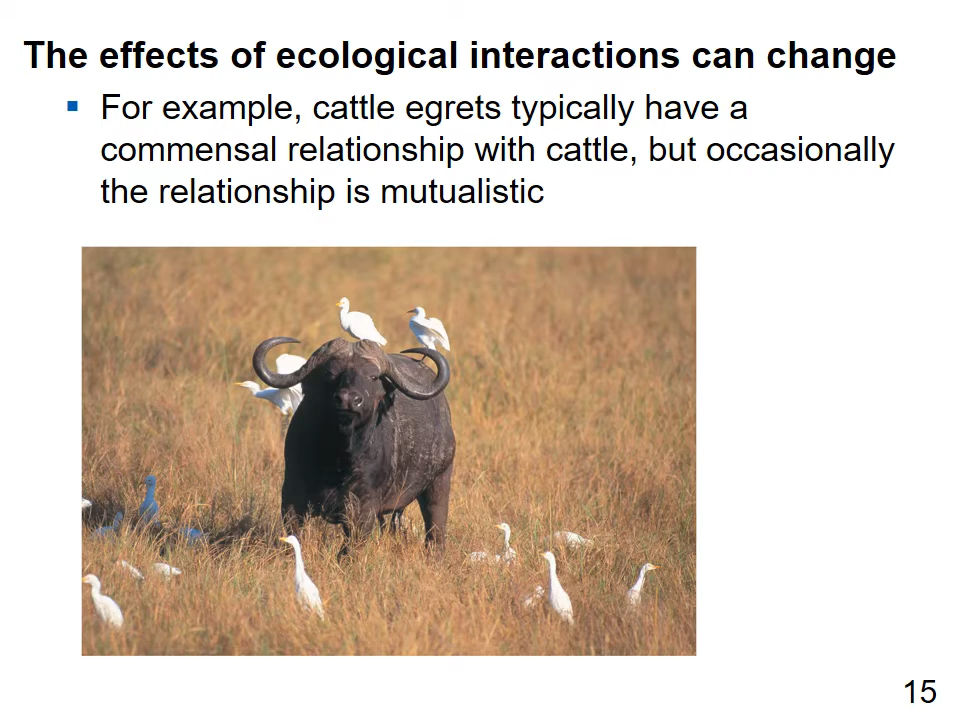 The effects of ecological interactions can change
▪ For example, cattle egrets typically have a
commensal relationship with cattle, but occasionally
the relationship is mutualistic
15